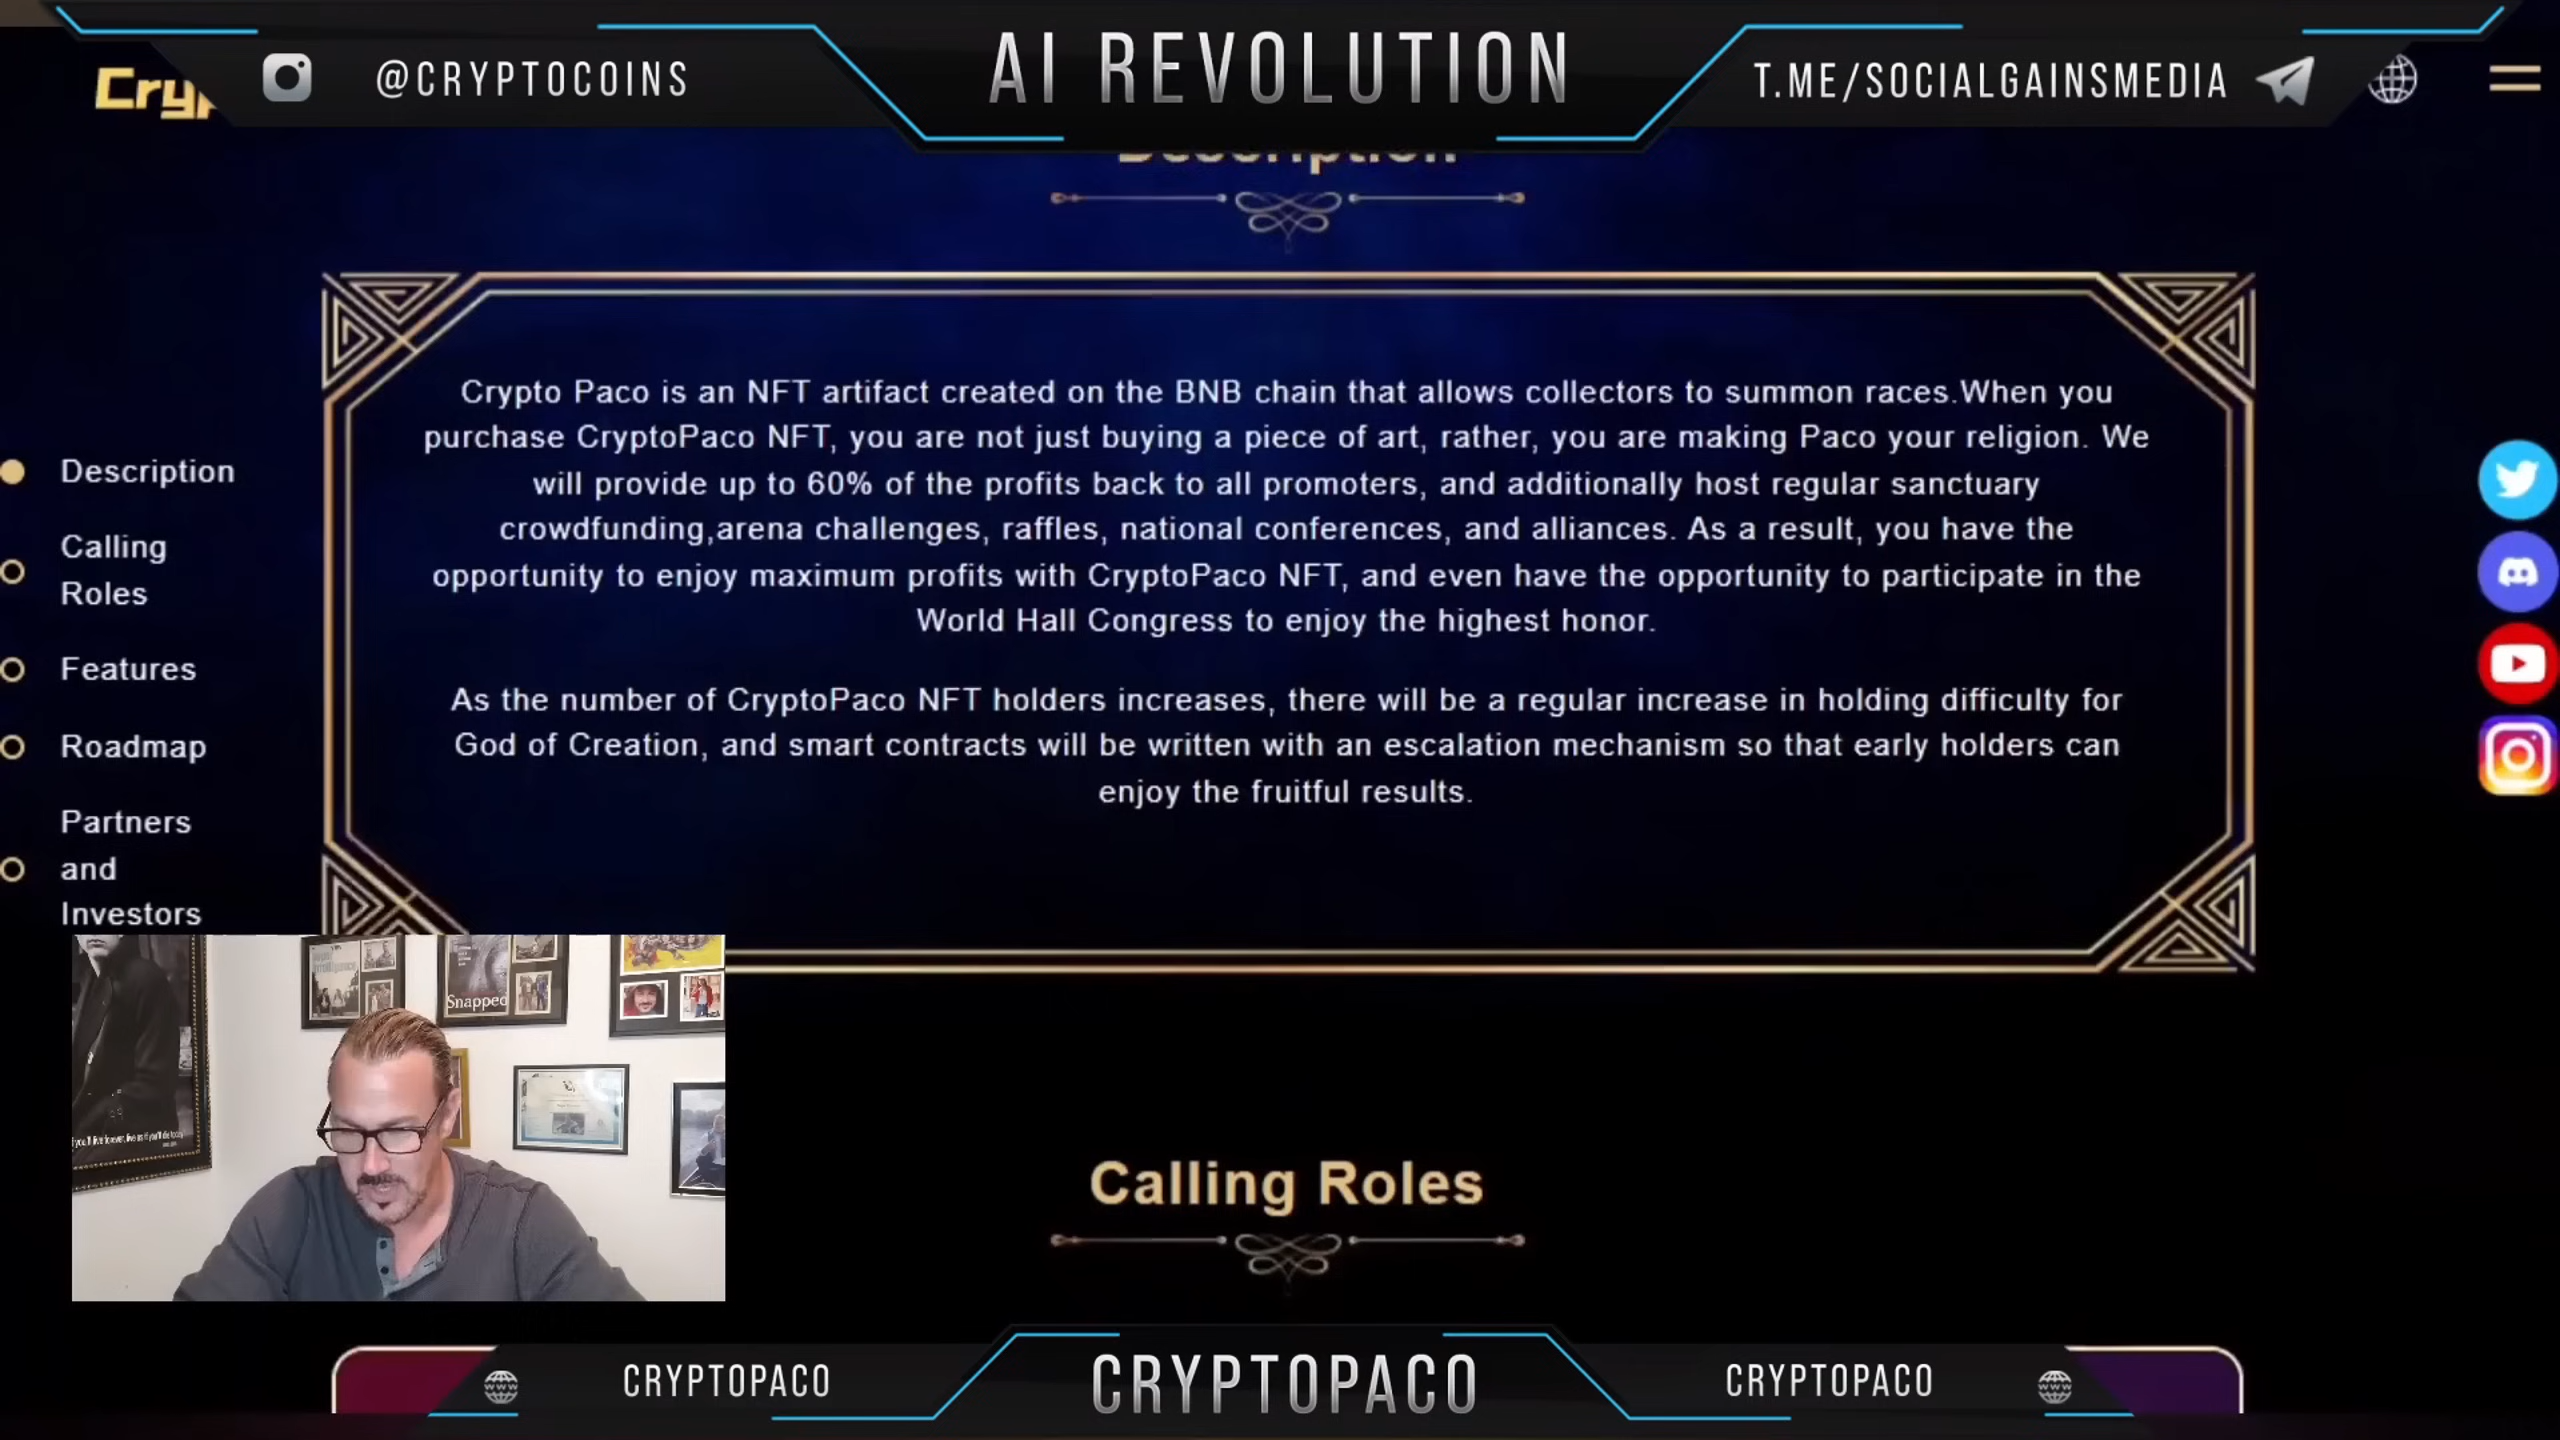 @CRYPTOCOINS
AI REVOLUTION
T.ME/SOCIALGAINSMEDIA
Description
Crypto Paco is an NFT artifact created on the BNB chain that allows collectors to summon races.When you
purchase CryptoPaco NFT, you are not just buying a piece of art, rather, you are making Paco your religion. We
will provide up to 60% of the profits back to all promoters, and additionally host regular sanctuary
crowdfunding,arena challenges, raffles, national conferences, and alliances. As a result, you have the
opportunity to enjoy maximum profits with CryptoPaco NFT, and even have the opportunity to participate in the
World Hall Congress to enjoy the highest honor.
As the number of CryptoPaco NFT holders increases, there will be a regular increase in holding difficulty for
God of Creation, and smart contracts will be written with an escalation mechanism so that early holders can
enjoy the fruitful results.
Description
Calling
Roles
Features
Roadmap
Partners
and
Investors
Snapped
Calling Roles
CRYPTOPACO
CRYPTOPACO
CRYPTOPACO